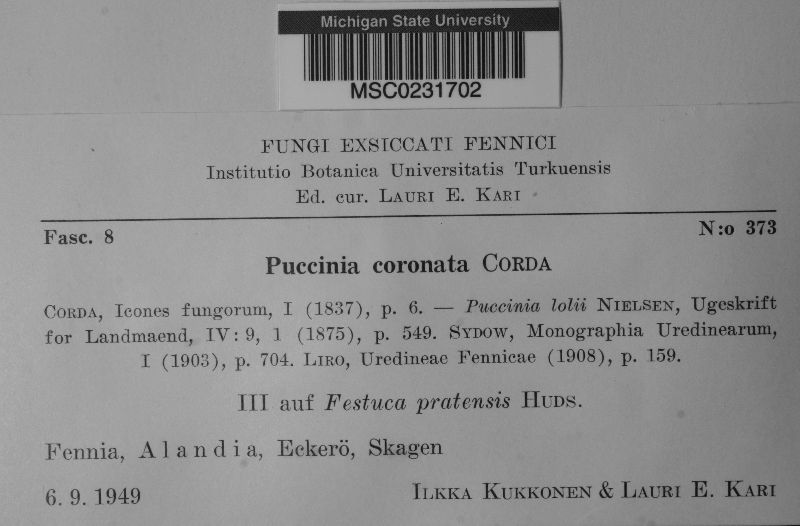 Michigan State University
MSC0231702
FUNGI EXSICCATI FENNICI
Institutio Botanica Universitatis Turkuensis
Ed. cur. LAURI E. KARI
Fasc. 8 N:o 373
Puccinia coronata CORDA
CORDA, Icones fungorum, I (1837), p. 6. — Puccinia lolii NIELSEN, Ugeskrift
for Landmaend, IV: 9, 1 (1875), p. 549. SYDOW, Monographia Uredinearum,
I (1903), p. 704. LIRO, Uredineae Fennicae (1908), p. 159.
III auf Festuca pratensis HUDS.
Fennia, Alandia, Eckerö, Skagen
6. 9. 1949 ILKKA KUKKONEN & LAURI E. KARI